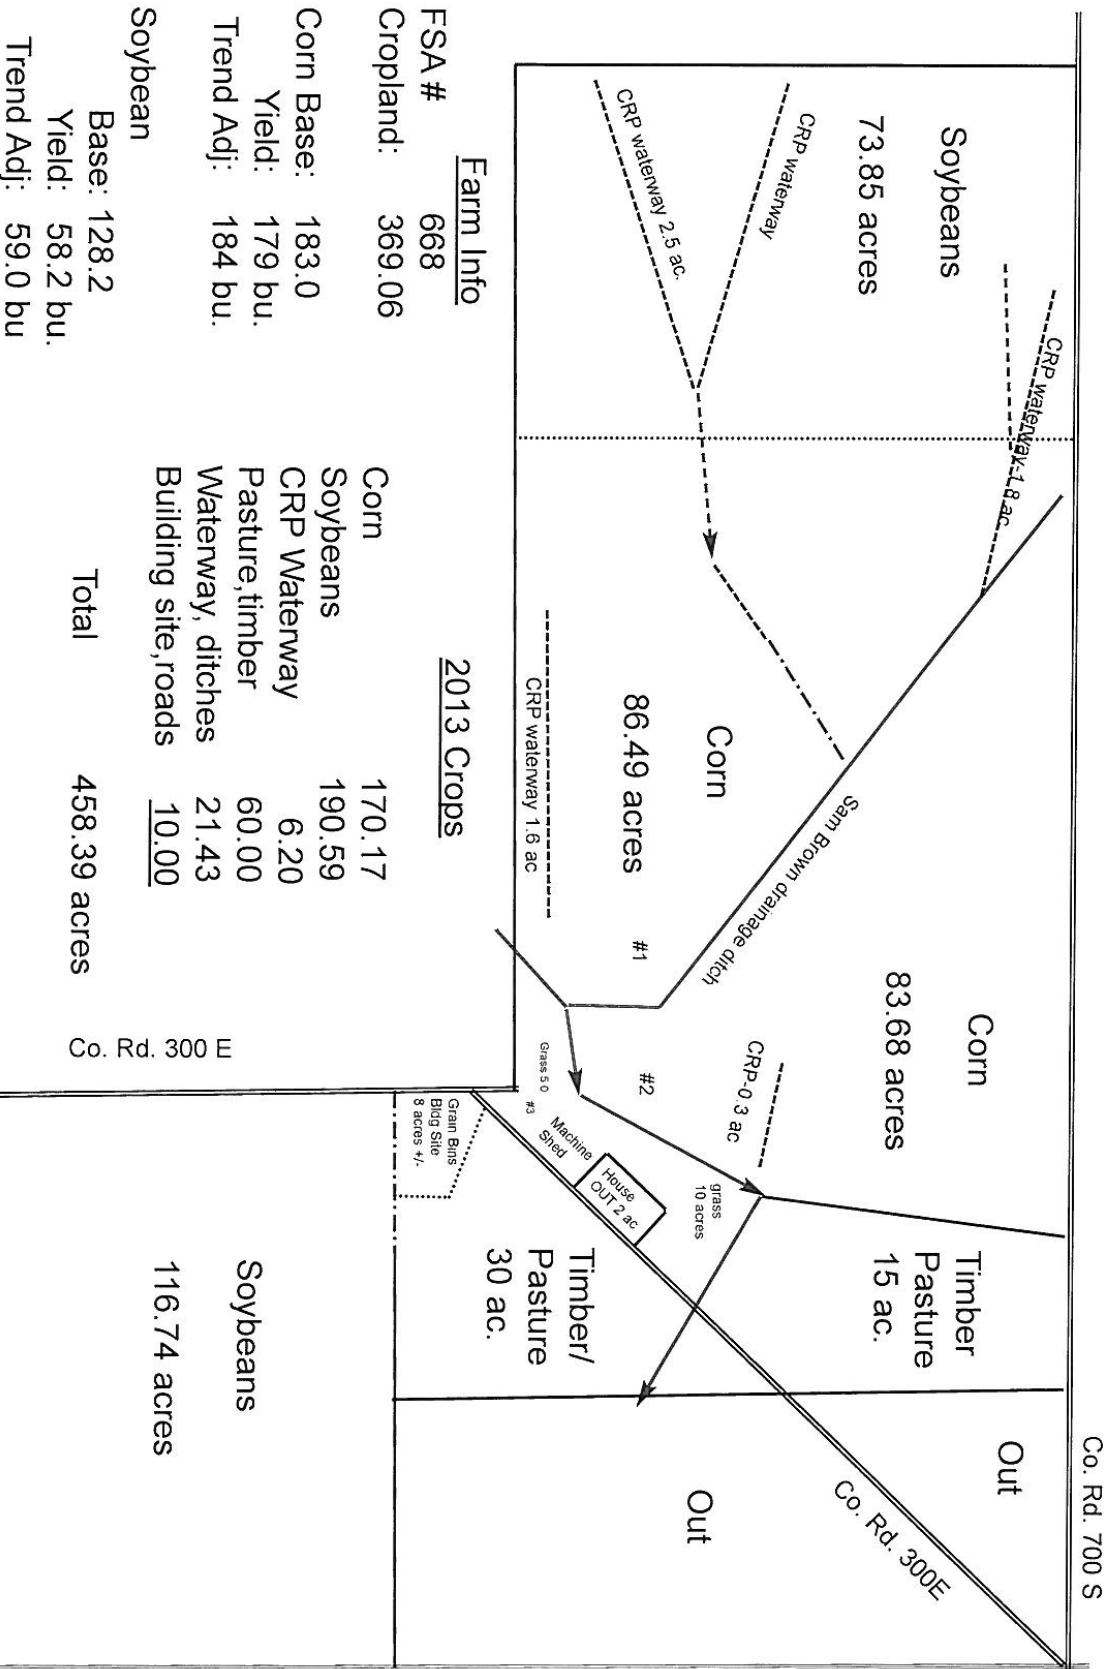 Co. Rd. 700 S
Soybeans
73.85 acres
CRP waterway
CRP waterway 2.5 ac.
CRP waterway-1.8 ac.
Corn
86.49 acres
CRP waterway 1.6 ac
#1
Sam Brown drainage ditch
Corn
83.68 acres
#2
CRP-0.3 ac
Grass 5.0
#3
Machine
Shed
House
OUT 2 ac
grass
10 acres
Timber
Pasture
15 ac.
Timber/
Pasture
30 ac.
Out
Out
Co. Rd. 300E
Grain Bins
Bldg Site
8 acres +/-
Co. Rd. 300 E
Soybeans
116.74 acres
Farm Info
FSA # 668
Cropland: 369.06
Corn Base: 183.0
Yield: 179 bu.
Trend Adj: 184 bu.
Soybean
Base: 128.2
Yield: 58.2 bu.
Trend Adj: 59.0 bu
2013 Crops
Corn 170.17
Soybeans 190.59
CRP Waterway 6.20
Pasture,timber 60.00
Waterway, ditches 21.43
Building site,roads 10.00
Total 458.39 acres